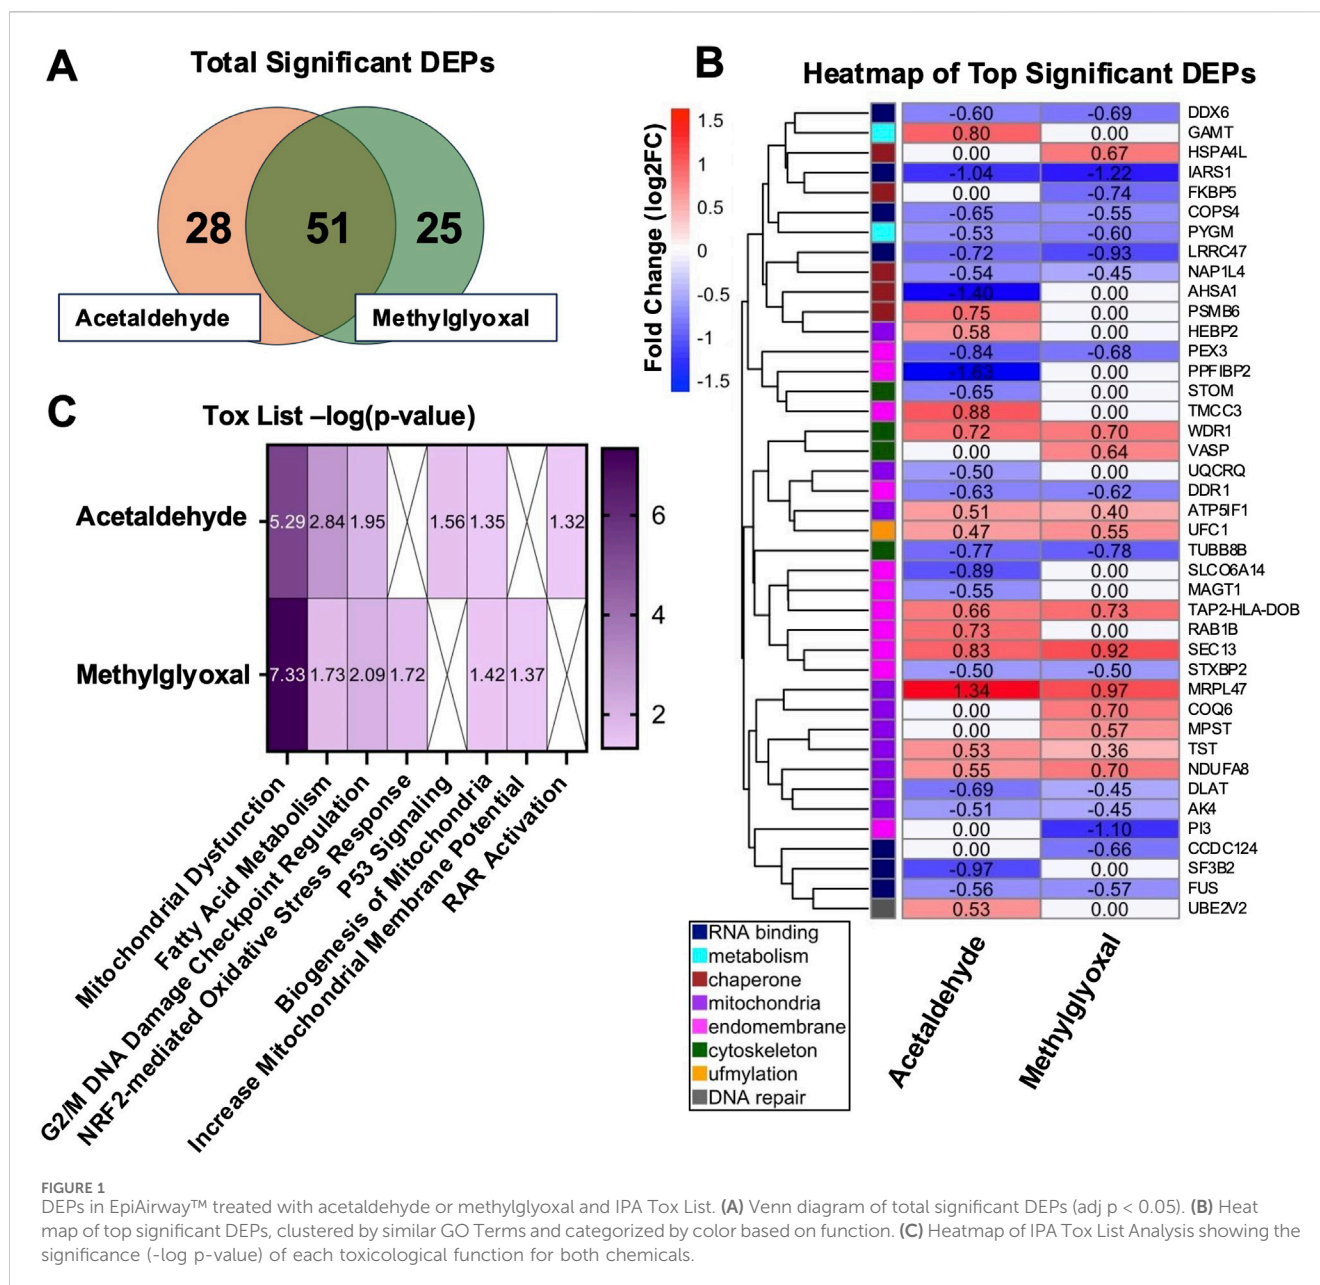 A
Total Significant DEPs
28
51
25
Acetaldehyde
Methylglyoxal
B
Heatmap of Top Significant DEPs
Fold Change (log2FC)
1.5
1
0.5
0
-0.5
-1
-1.5
-0.60 -0.69 DDX6
0.80 0.00 GAMT
0.00 0.67 HSPA4L
-1.04 -1.22 IARS1
0.00 -0.74 FKBP5
-0.65 -0.55 COPS4
-0.53 -0.60 PYGM
-0.72 -0.93 LRRC47
-0.54 -0.45 NAP1L4
-1.40 0.00 AHSA1
0.75 0.00 PSMB6
0.58 0.00 HEBP2
-0.84 -0.68 PEX3
-1.63 0.00 PPFIBP2
-0.65 0.00 STOM
0.88 0.00 TMCC3
0.72 0.70 WDR1
0.00 0.64 VASP
-0.50 0.00 UQCRQ
-0.63 -0.62 DDR1
0.51 0.40 ATP5IF1
0.47 0.55 UFC1
-0.77 -0.78 TUBB8B
-0.89 0.00 SLCO6A14
-0.55 0.00 MAGT1
0.66 0.73 TAP2-HLA-DOB
0.73 0.00 RAB1B
0.83 0.92 SEC13
-0.50 -0.50 STXBP2
1.34 0.97 MRPL47
0.00 0.70 COQ6
0.00 0.57 MPST
0.53 0.36 TST
0.55 0.70 NDUFA8
-0.69 -0.45 DLAT
-0.51 -0.45 AK4
0.00 -1.10 PI3
0.00 -0.66 CCDC124
-0.97 0.00 SF3B2
-0.56 -0.57 FUS
0.53 0.00 UBE2V2
Acetaldehyde
Methylglyoxal
RNA binding
metabolism
chaperone
mitochondria
endomembrane
cytoskeleton
ufmylation
DNA repair
C
Tox List –log(p-value)
Acetaldehyde 5.29 2.84 1.95 1.56 1.35 1.32
Methylglyoxal 7.33 1.73 2.09 1.72 1.42 1.37
6
4
2
Mitochondrial Dysfunction
Fatty Acid Metabolism
G2/M DNA Damage Checkpoint Regulation
NRF2-mediated Oxidative Stress Response
P53 Signaling
Biogenesis of Mitochondria
Increase Mitochondrial Membrane Potential
RAR Activation
FIGURE 1
DEPs in EpiAirway™ treated with acetaldehyde or methylglyoxal and IPA Tox List. (A) Venn diagram of total significant DEPs (adj p < 0.05). (B) Heat
map of top significant DEPs, clustered by similar GO Terms and categorized by color based on function. (C) Heatmap of IPA Tox List Analysis showing the
significance (-log p-value) of each toxicological function for both chemicals.